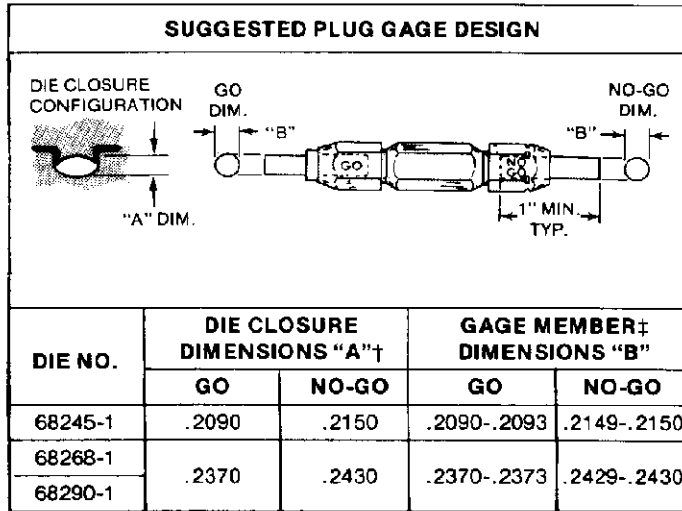 SUGGESTED PLUG GAGE DESIGN
DIE CLOSURE
CONFIGURATION
"A" DIM.
GO
DIM.
"B"
GO
NO
GO
NO-GO
DIM.
"B"
1" MIN.
TYP.
DIE NO.
DIE CLOSURE
DIMENSIONS "A"†
GAGE MEMBER‡
DIMENSIONS "B"
GO NO-GO GO NO-GO
68245-1 .2090 .2150 .2090-.2093 .2149-.2150
68268-1
68290-1
.2370 .2430 .2370-.2373 .2429-.2430